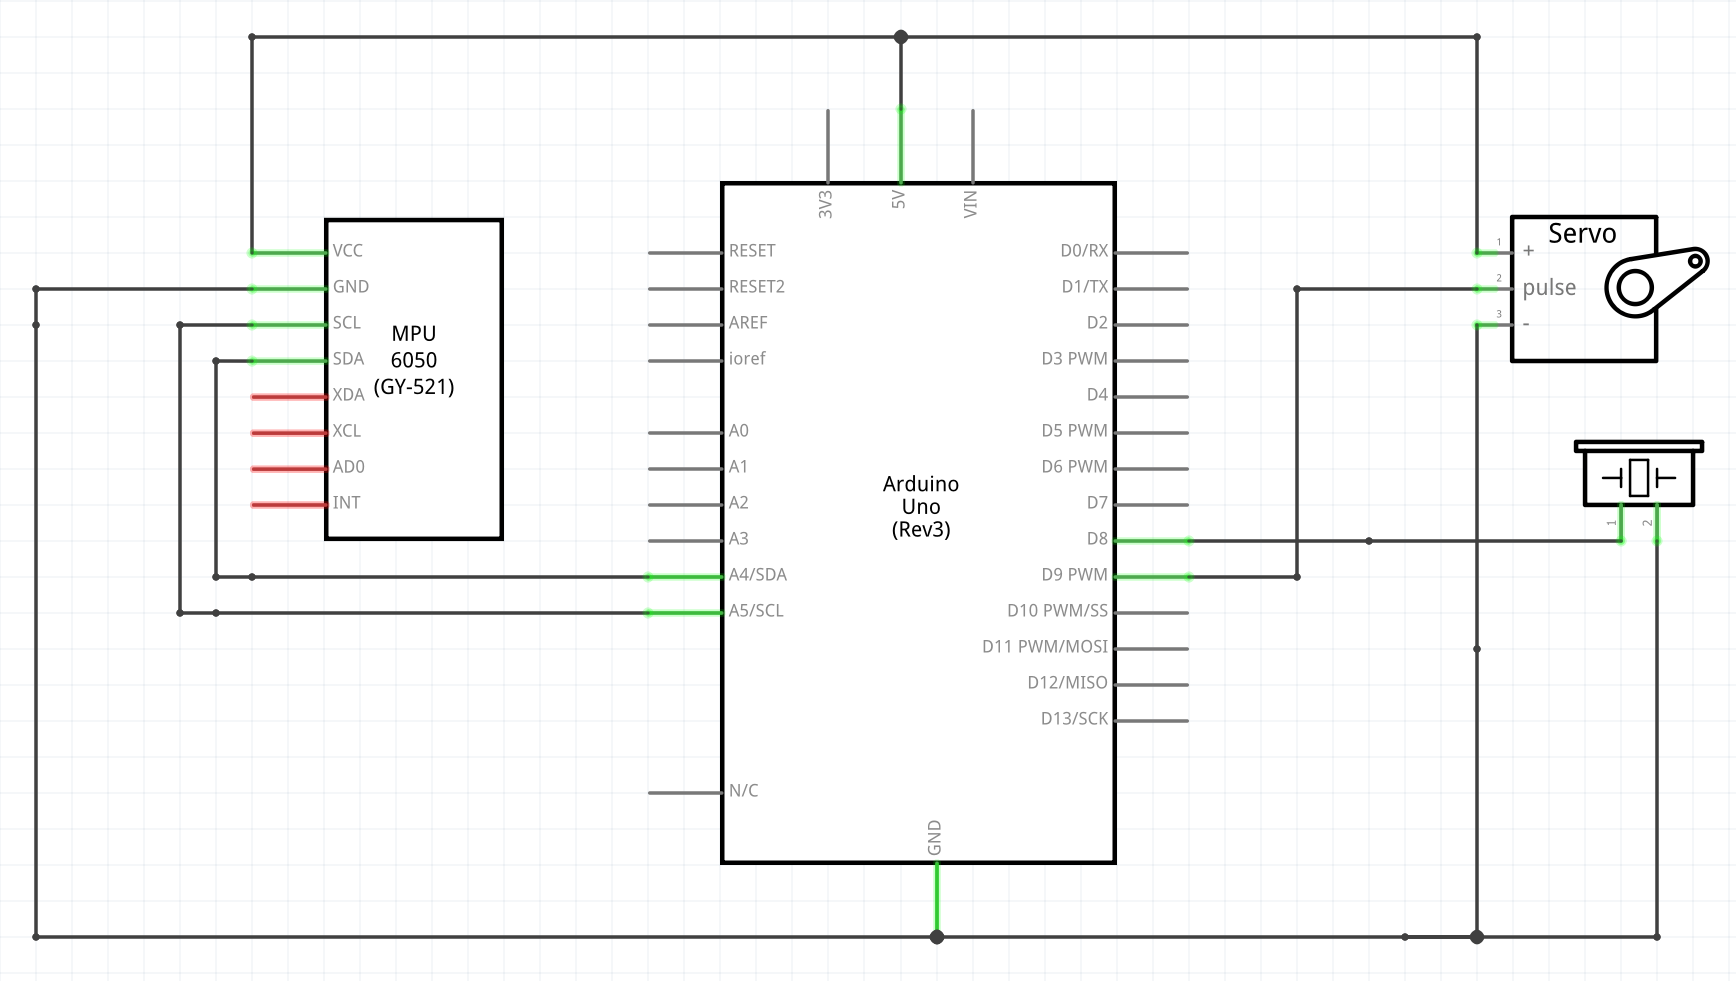 3V3
5V
VIN
VCC
GND
SCL
SDA
XDA
XCL
AD0
INT
MPU
6050
(GY-521)
RESET
RESET2
AREF
ioref
A0
A1
A2
A3
A4/SDA
A5/SCL
N/C
Arduino
Uno
(Rev3)
D0/RX
D1/TX
D2
D3 PWM
D4
D5 PWM
D6 PWM
D7
D8
D9 PWM
D10 PWM/SS
D11 PWM/MOSI
D12/MISO
D13/SCK
GND
Servo
1 +
2 pulse
3 -
1
2